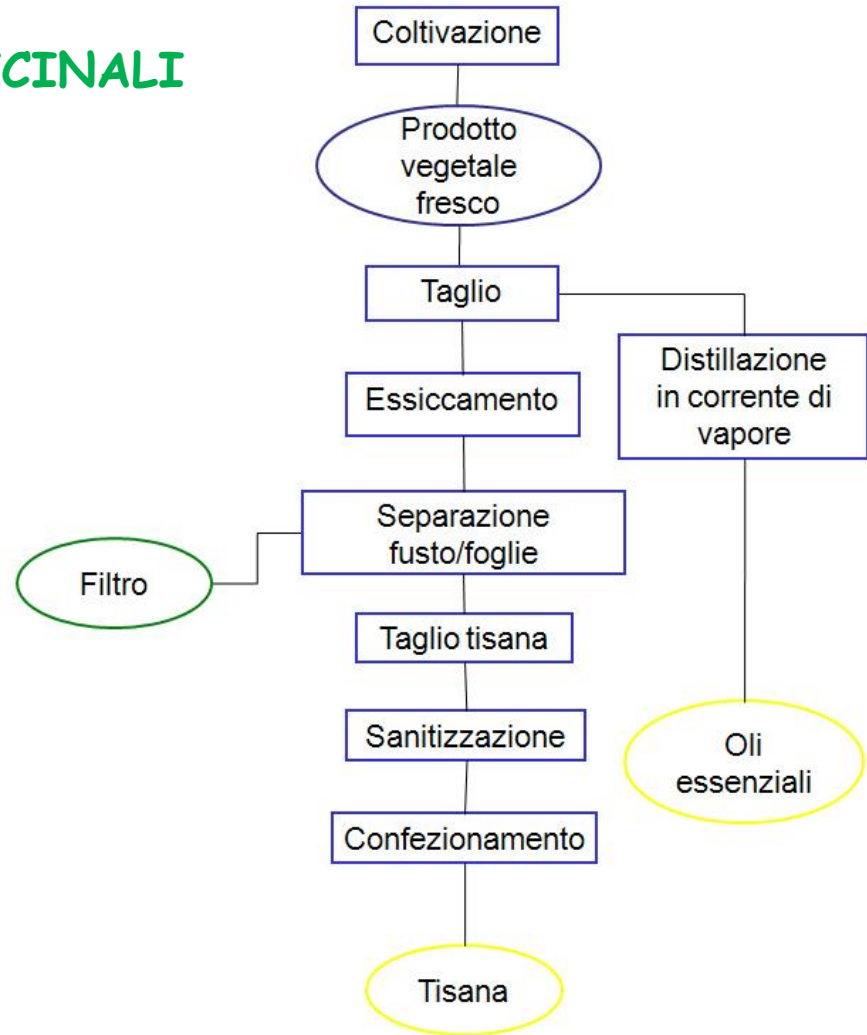 CINALI
Coltivazione
Prodotto
vegetale
fresco
Taglio
Distillazione
in corrente di
vapore
Essiccamento
Separazione
fusto/foglie
Filtro
Taglio tisana
Sanitizzazione
Oli
essenziali
Confezionamento
Tisana